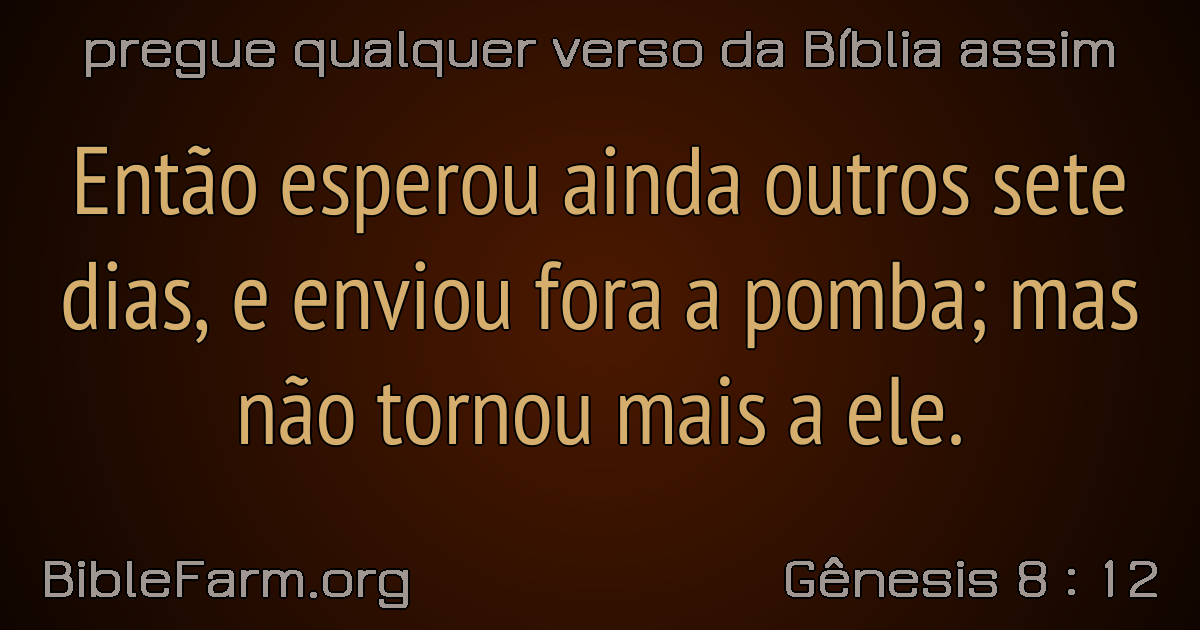 pregue qualquer verso da Bíblia assim
Então esperou ainda outros sete
dias, e enviou fora a pomba; mas
não tornou mais a ele.
BibleFarm.org
Gênesis 8 : 12